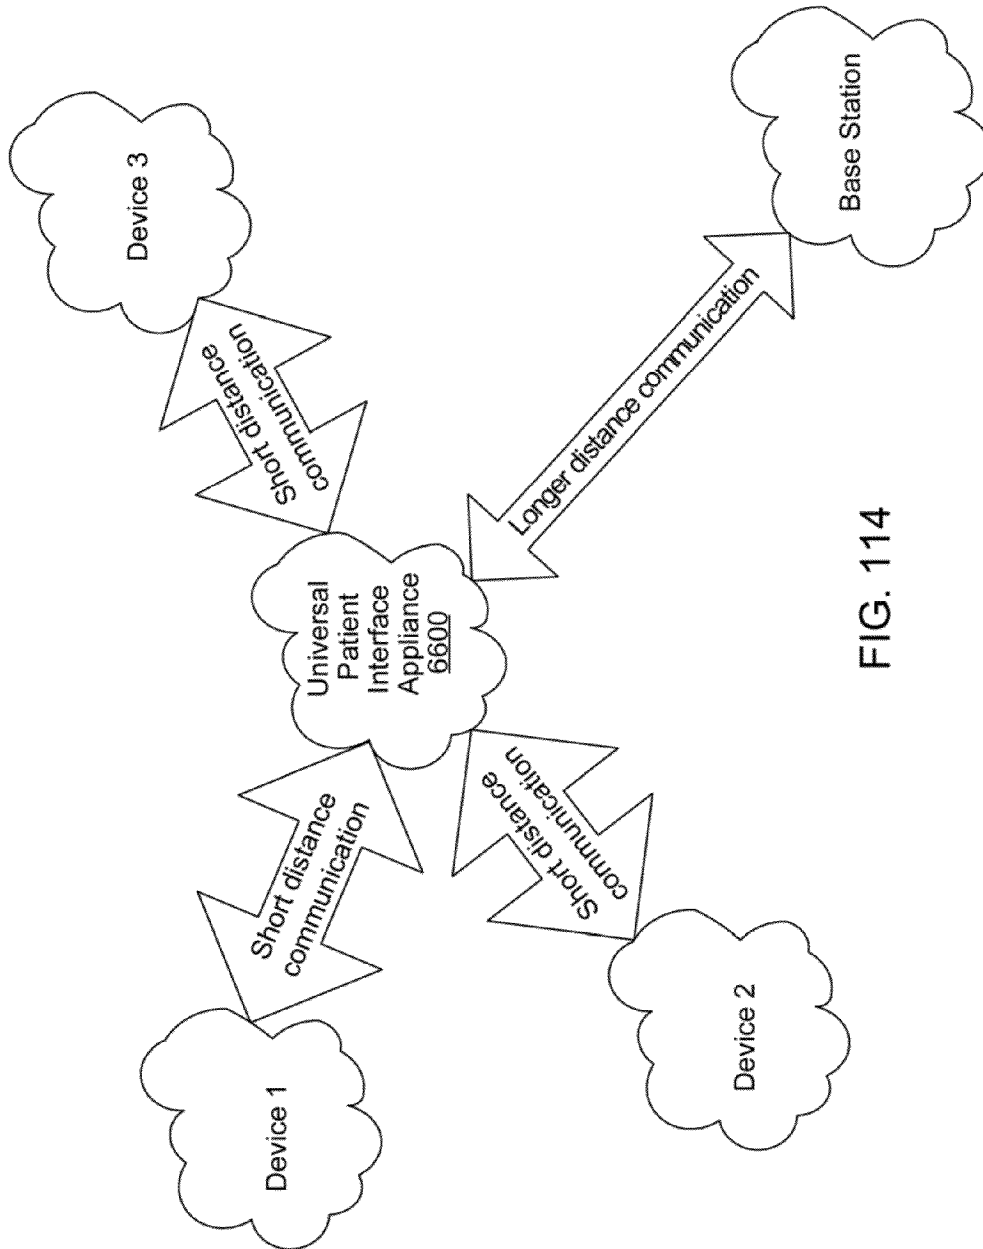 Device 1
Short distance
communication
Device 2
Short distance
communication
Universal
Patient
Interface
Appliance
6600
Short distance
communication
Device 3
Longer distance communication
Base Station
FIG. 114